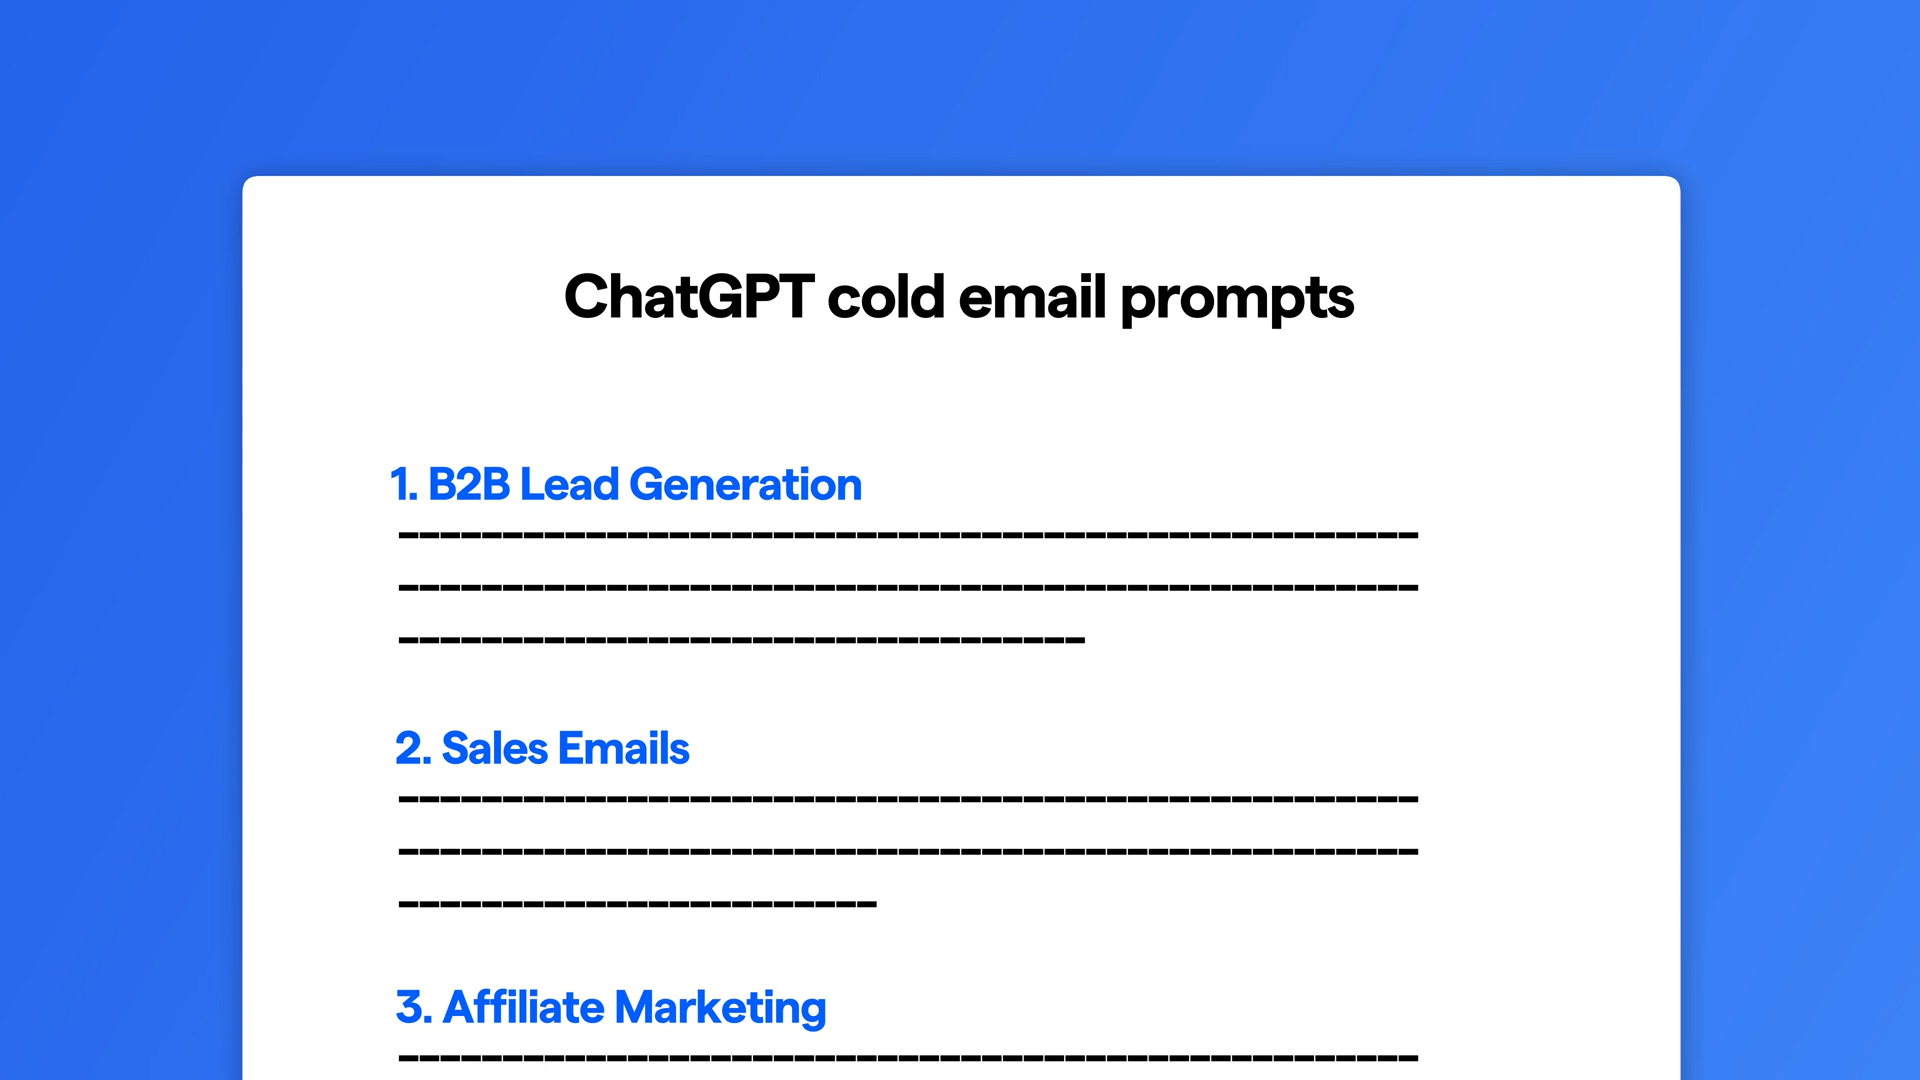 ChatGPT cold email prompts
1. B2B Lead Generation
2. Sales Emails
3. Affiliate Marketing